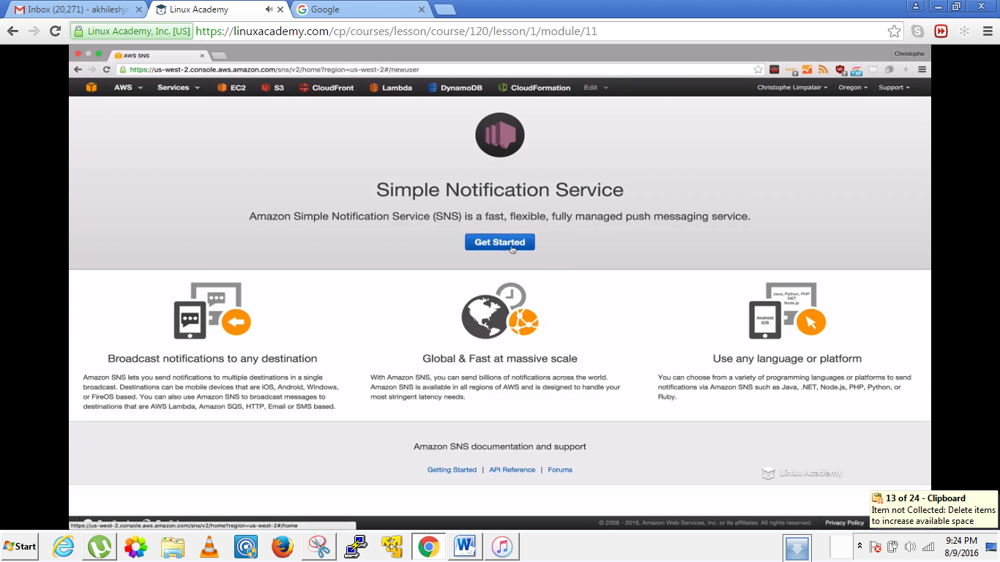 Inbox (20,271) - akhileshjc
Linux Academy
Google
Linux Academy, Inc. [US]
https://linuxacademy.com/cp/courses/lesson/course/120/lesson/1/module/11
AWS SNS
Christophe
https://us-west-2.console.aws.amazon.com/sns/v2/home?region=us-west-2#/newuser
AWS Services EC2 S3 CloudFront Lambda DynamoDB CloudFormation Edit Christophe Limpalair Oregon Support
Simple Notification Service
Amazon Simple Notification Service (SNS) is a fast, flexible, fully managed push messaging service.
Get Started
Broadcast notifications to any destination
Amazon SNS lets you send notifications to multiple destinations in a single
broadcast. Destinations can be mobile devices that are iOS, Android, Windows,
or FireOS based. You can also use Amazon SNS to broadcast messages to
destinations that are AWS Lambda, Amazon SQS, HTTP, Email or SMS based.
Global & Fast at massive scale
With Amazon SNS, you can send billions of notifications across the world.
Amazon SNS is available in all regions of AWS and is designed to handle your
most stringent latency needs.
Java, Python, PHP
.NET
Node.js
Android
iOS
Use any language or platform
You can choose from a variety of programming languages or platforms to send
notifications via Amazon SNS such as Java, .NET, Node.js, PHP, Python, or
Ruby.
Amazon SNS documentation and support
Getting Started | API Reference | Forums
Linux Academy
https://us-west-2.console.aws.amazon.com/sns/v2/home?region=us-west-2#/home
© 2008 - 2016, Amazon Web Services, Inc. or its affiliates. All rights reserved. Privacy Policy
13 of 24 - Clipboard
Item not Collected: Delete items
to increase available space
Start
9:24 PM
8/9/2016